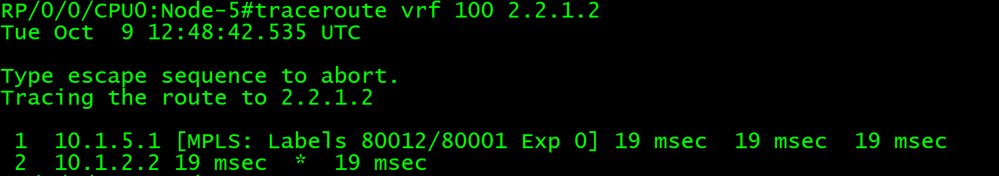 RP/0/0/CPU0:Node-5#traceroute vrf 100 2.2.1.2
Tue Oct  9 12:48:42.535 UTC
Type escape sequence to abort.
Tracing the route to 2.2.1.2
1  10.1.5.1 [MPLS: Labels 80012/80001 Exp 0] 19 msec  19 msec  19 msec
2  10.1.2.2 19 msec  *  19 msec